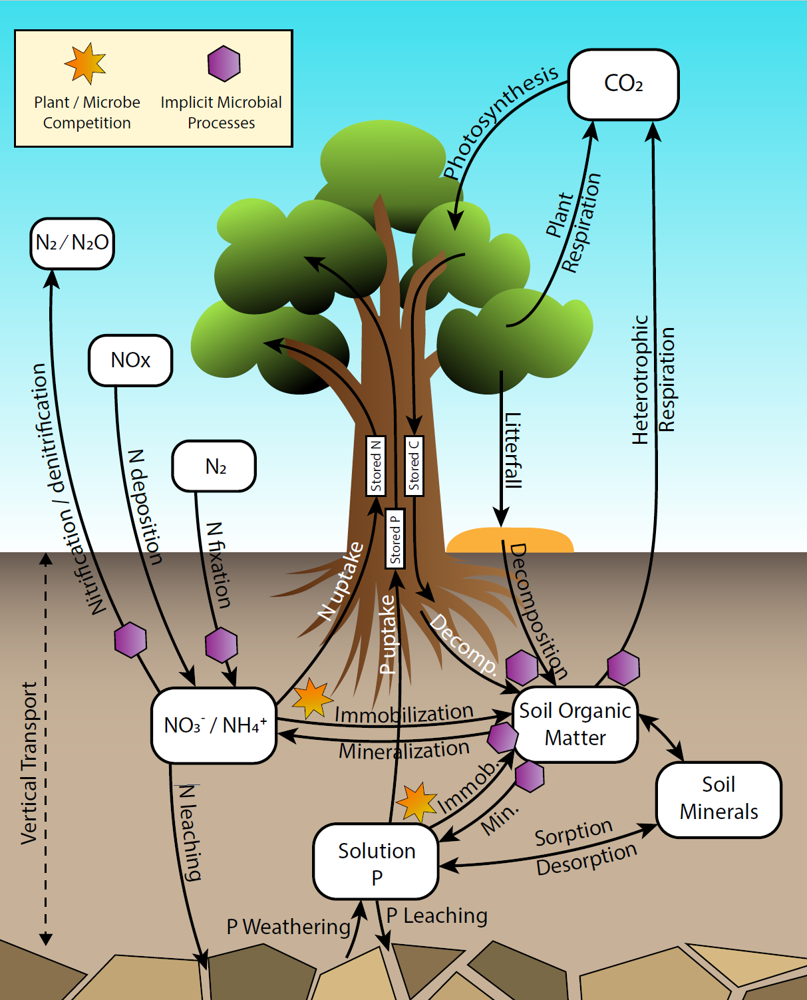 Plant / Microbe
Competition
Implicit Microbial
Processes
CO₂
Photosynthesis
Plant
Respiration
Heterotrophic
Respiration
N₂ / N₂O
NOx
N₂
Nitrification / denitrification
N deposition
N fixation
Stored N
Stored C
Stored P
Litterfall
N uptake
P uptake
Decomp.
Decomposition
Vertical Transport
NO₃⁻ / NH₄⁺
Immobilization
Mineralization
Soil Organic
Matter
Immob.
Min.
Soil
Minerals
Sorption
Desorption
Solution
P
N leaching
P Weathering
P Leaching